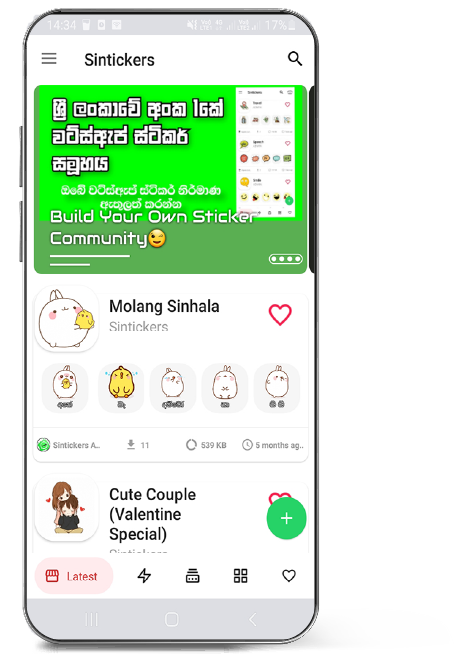 14:34
17%
Sintickers
ශ්‍රී ලංකාවේ අංක 1කේ
වට්ස්ඇප් ස්ටිකර්
සමූහය
ඔබේ වට්ස්ඇප් ස්ටිකර් නිර්මාණ
ඇතුලත් කරන්න
Build Your Own Sticker
Community😉
Molang Sinhala
Sintickers
Sintickers A.. 11 539 KB 5 months ag..
Cute Couple
(Valentine
Special)
Sintickers
Latest